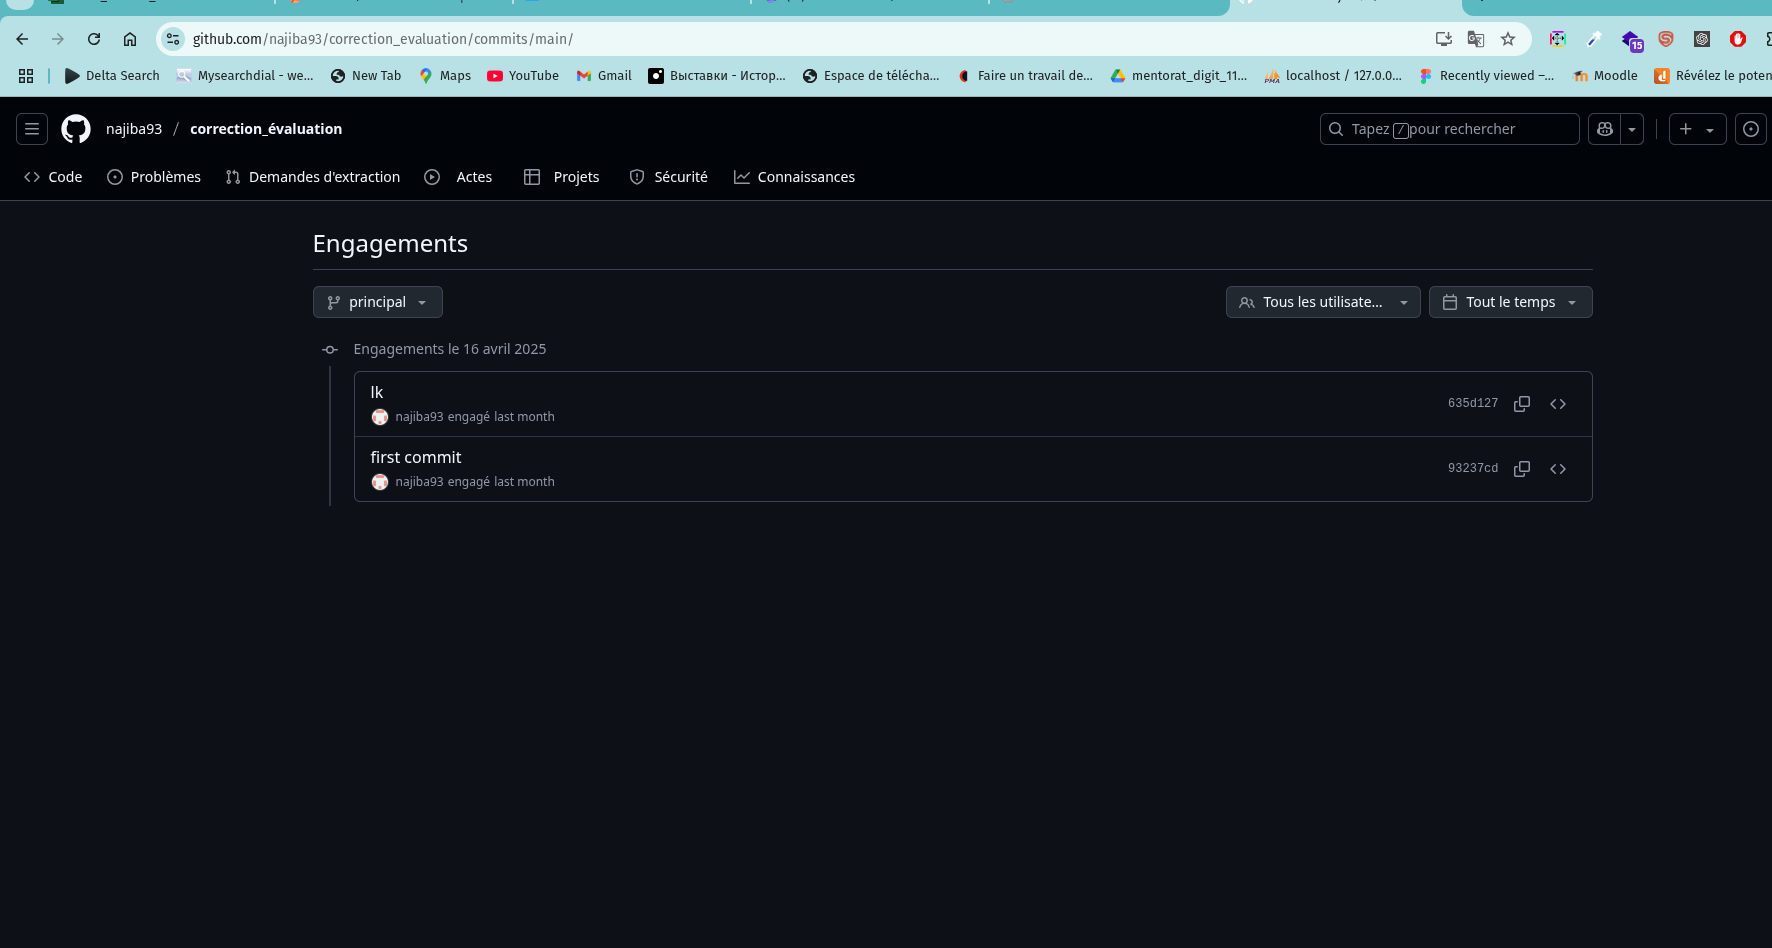 github.com/najiba93/correction_evaluation/commits/main/
Delta Search
Mysearchdial - we...
New Tab
Maps
YouTube
Gmail
Выставки - Истор...
Espace de télécha...
Faire un travail de...
mentorat_digit_11...
localhost / 127.0.0...
Recently viewed –...
Moodle
Révélez le poten
15
najiba93 / correction_évaluation
Tapez / pour rechercher
Code
Problèmes
Demandes d'extraction
Actes
Projets
Sécurité
Connaissances
Engagements
principal
Tous les utilisate...
Tout le temps
Engagements le 16 avril 2025
lk
najiba93 engagé last month
635d127
first commit
najiba93 engagé last month
93237cd